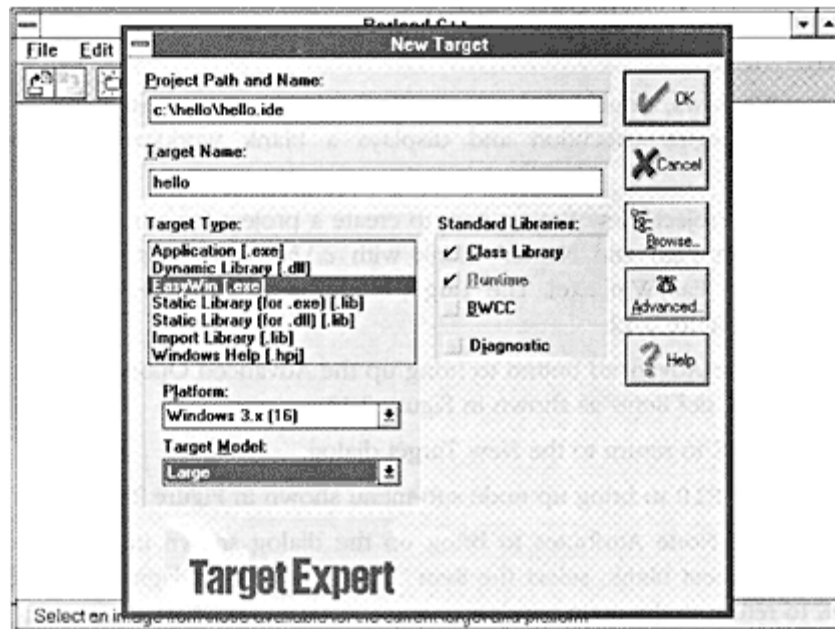 Borland C++
New Target
File Edit
Project Path and Name:
c:\hello\hello.ide
OK
Target Name:
hello
Cancel
Target Type:
Application [.exe]
Dynamic Library [.dll]
EasyWin [.exe]
Static Library (for .exe) [.lib]
Static Library (for .dll) [.lib]
Import Library [.lib]
Windows Help [.hpj]
Standard Libraries:
Class Library
Runtime
BWCC
Diagnostic
Browse...
Advanced...
Help
Platform:
Windows 3.x (16)
Target Model:
Large
TargetExpert
Select an image from those available for the current target and platform